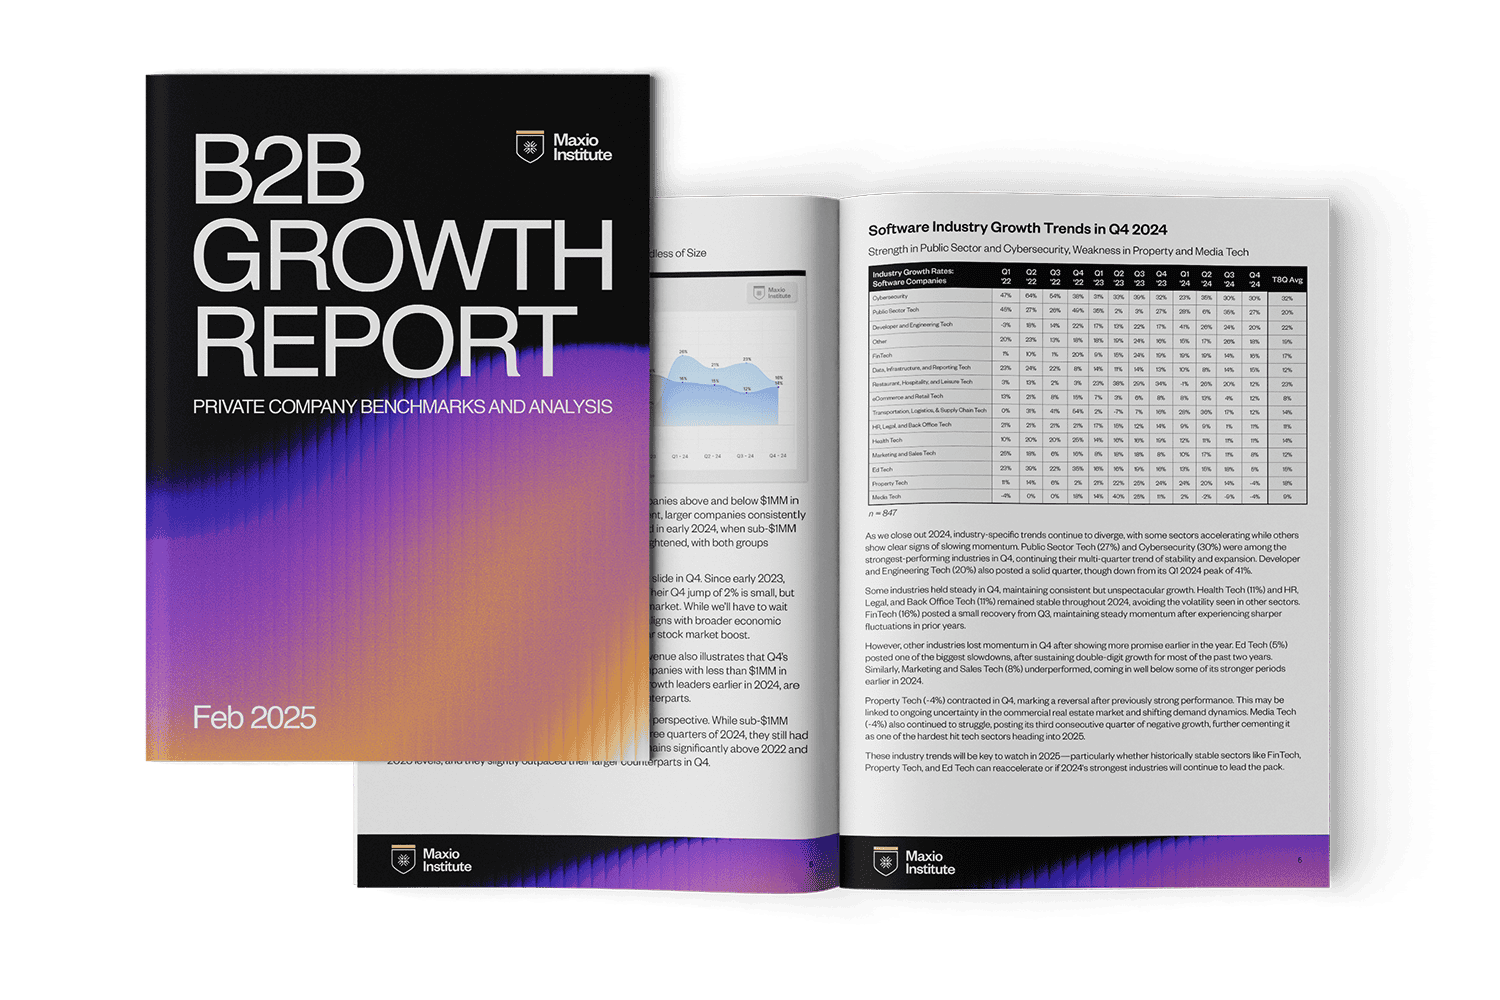 B2B
GROWTH
REPORT
PRIVATE COMPANY BENCHMARKS AND ANALYSIS
Maxio
Institute
Feb 2025
dless of Size
Maxio
Institute
26%
21%
23%
16%
15%
12%
Q1 - 24
Q2 - 24
Q3 - 24
Q4 - 24
anies above and below $1MM in
nt, larger companies consistently
d in early 2024, when sub-$1MM
ghtened, with both groups
slide in Q4. Since early 2023,
heir Q4 jump of 2% is small, but
market. While we'll have to wait
ligns with broader economic
r stock market boost.
venue also illustrates that Q4's
panies with less than $1MM in
owth leaders earlier in 2024, are
nterparts.
perspective. While sub-$1MM
ree quarters of 2024, they still had
ains significantly above 2022 and
levels, and they slightly outpaced their larger counterparts in Q4.
Maxio
Institute
Software Industry Growth Trends in Q4 2024
Strength in Public Sector and Cybersecurity, Weakness in Property and Media Tech
Industry Growth Rates: Software Companies Q1 '22 Q2 '22 Q3 '22 Q4 '22 Q1 '23 Q2 '23 Q3 '23 Q4 '23 Q1 '24 Q2 '24 Q3 '24 Q4 '24 T8Q Avg
Cybersecurity 47% 64% 54% 38% 31% 33% 39% 32% 23% 35% 30% 30% 32%
Public Sector Tech 45% 27% 49% 2% 3% 27% 28% 6% 35% 27% 20%
Developer and Engineering Tech -3% 18% 14% 22% 17% 13% 22% 17% 41% 26% 24% 20% 22%
Other 20% 23% 13% 18% 18% 19% 24% 16% 15% 17% 26% 18% 19%
FinTech 1% 10% 1% 20% 9% 15% 24% 19% 19% 19% 14% 15% 17%
Data, Infrastructure, and Reporting Tech 23% 24% 22% 8% 14% 11% 14% 13% 10% 8% 14% 15% 12%
Restaurant, Hospitality, and Leisure Tech 3% 13% 2% 3% 23% 38% 29% 34% -1% 26% 20% 12% 23%
eCommerce and Retail Tech 13% 21% 8% 15% 7% 3% 6% 8% 8% 13% 4% 12% 8%
Transportation, Logistics, & Supply Chain Tech 0% 31% 41% 54% 2% -7% 7% 16% 28% 36% 17% 12% 14%
HR, Legal, and Back Office Tech 21% 21% 21% 21% 17% 15% 12% 14% 9% 9% 1% 11% 11%
Health Tech 10% 20% 20% 25% 14% 16% 16% 19% 12% 11% 11% 11% 14%
Marketing and Sales Tech 25% 18% 6% 16% 8% 18% 18% 8% 10% 17% 11% 8% 12%
Ed Tech 23% 30% 22% 35% 16% 16% 19% 16% 13% 15% 18% 5% 15%
Property Tech 11% 14% 6% 2% 21% 22% 25% 24% 24% 20% 14% -4% 18%
Media Tech -4% 0% 0% 18% 14% 40% 25% 11% 2% -2% -9% -4% 9%
n = 847
As we close out 2024, industry-specific trends continue to diverge, with some sectors accelerating while others
show clear signs of slowing momentum. Public Sector Tech (27%) and Cybersecurity (30%) were among the
strongest-performing industries in Q4, continuing their multi-quarter trend of stability and expansion. Developer
and Engineering Tech (20%) also posted a solid quarter, though down from its Q1 2024 peak of 41%.
Some industries held steady in Q4, maintaining consistent but unspectacular growth. Health Tech (11%) and HR,
Legal, and Back Office Tech (11%) remained stable throughout 2024, avoiding the volatility seen in other sectors.
FinTech (16%) posted a small recovery from Q3, maintaining steady momentum after experiencing sharper
fluctuations in prior years.
However, other industries lost momentum in Q4 after showing more promise earlier in the year. Ed Tech (5%)
posted one of the biggest slowdowns, after sustaining double-digit growth for most of the past two years.
Similarly, Marketing and Sales Tech (8%) underperformed, coming in well below some of its stronger periods
earlier in 2024.
Property Tech (-4%) contracted in Q4, marking a reversal after previously strong performance. This may be
linked to ongoing uncertainty in the commercial real estate market and shifting demand dynamics. Media Tech
(-4%) also continued to struggle, posting its third consecutive quarter of negative growth, further cementing it
as one of the hardest hit tech sectors heading into 2025.
These industry trends will be key to watch in 2025—particularly whether historically stable sectors like FinTech,
Property Tech, and Ed Tech can reaccelerate or if 2024's strongest industries will continue to lead the pack.
Maxio
Institute